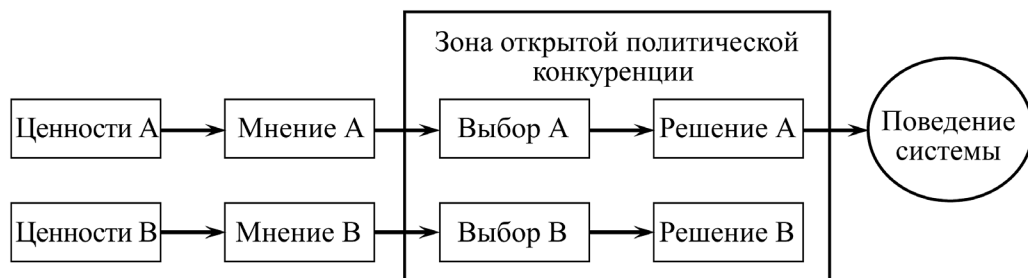 Зона открытой политической
конкуренции
Ценности А
Мнение А
Выбор А
Решение А
Поведение
системы
Ценности В
Мнение В
Выбор В
Решение В